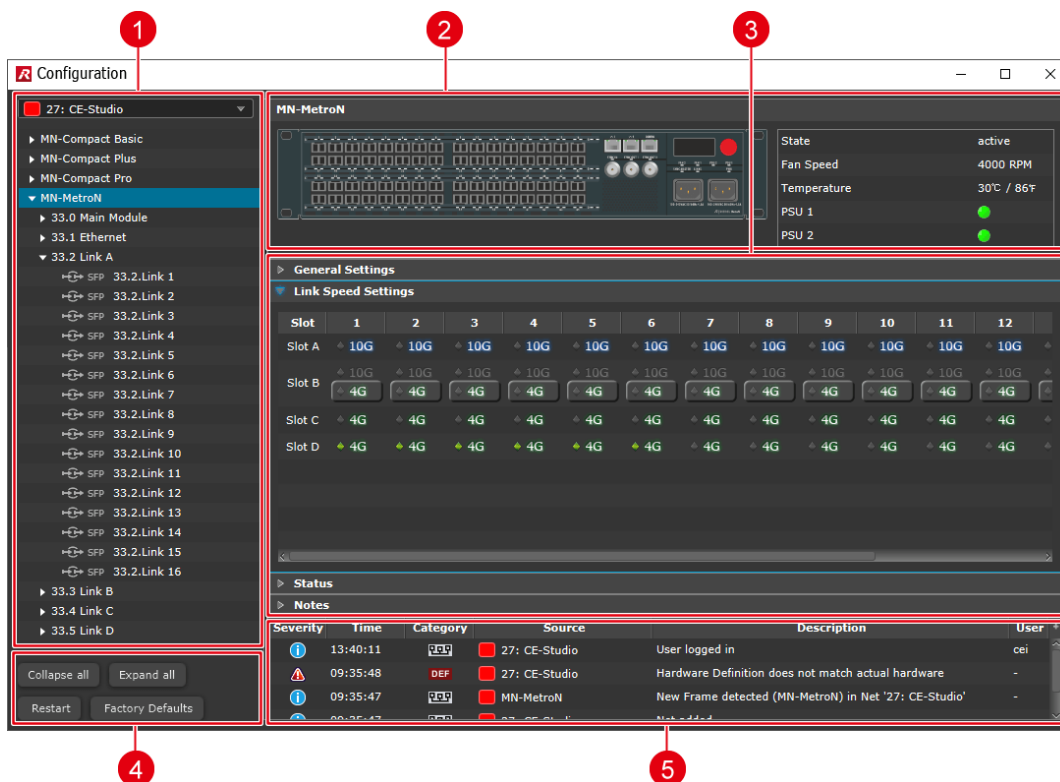 1
2
3
R Configuration
27: CE-Studio
MN-Compact Basic
MN-Compact Plus
MN-Compact Pro
MN-MetroN
33.0 Main Module
33.1 Ethernet
33.2 Link A
SFP 33.2.Link 1
SFP 33.2.Link 2
SFP 33.2.Link 3
SFP 33.2.Link 4
SFP 33.2.Link 5
SFP 33.2.Link 6
SFP 33.2.Link 7
SFP 33.2.Link 8
SFP 33.2.Link 9
SFP 33.2.Link 10
SFP 33.2.Link 11
SFP 33.2.Link 12
SFP 33.2.Link 13
SFP 33.2.Link 14
SFP 33.2.Link 15
SFP 33.2.Link 16
33.3 Link B
33.4 Link C
33.5 Link D
Collapse all Expand all
Restart Factory Defaults
MN-MetroN
State active
Fan Speed 4000 RPM
Temperature 30°C / 86°F
PSU 1
PSU 2
General Settings
Link Speed Settings
Slot 1 2 3 4 5 6 7 8 9 10 11 12
Slot A 10G 10G 10G 10G 10G 10G 10G 10G 10G 10G 10G 10G
10G 10G 10G 10G 10G 10G 10G 10G 10G 10G 10G 10G
Slot B
4G 4G 4G 4G 4G 4G 4G 4G 4G 4G 4G 4G
Slot C 4G 4G 4G 4G 4G 4G 4G 4G 4G 4G 4G 4G
Slot D 4G 4G 4G 4G 4G 4G 4G 4G 4G 4G 4G 4G
Status
Notes
Severity Time Category Source Description User
13:40:11 27: CE-Studio User logged in cei
09:35:48 DEF 27: CE-Studio Hardware Definition does not match actual hardware -
09:35:47 MN-MetroN New Frame detected (MN-MetroN) in Net '27: CE-Studio' -
09:35:47 27: CE-Studio Net added
4
5